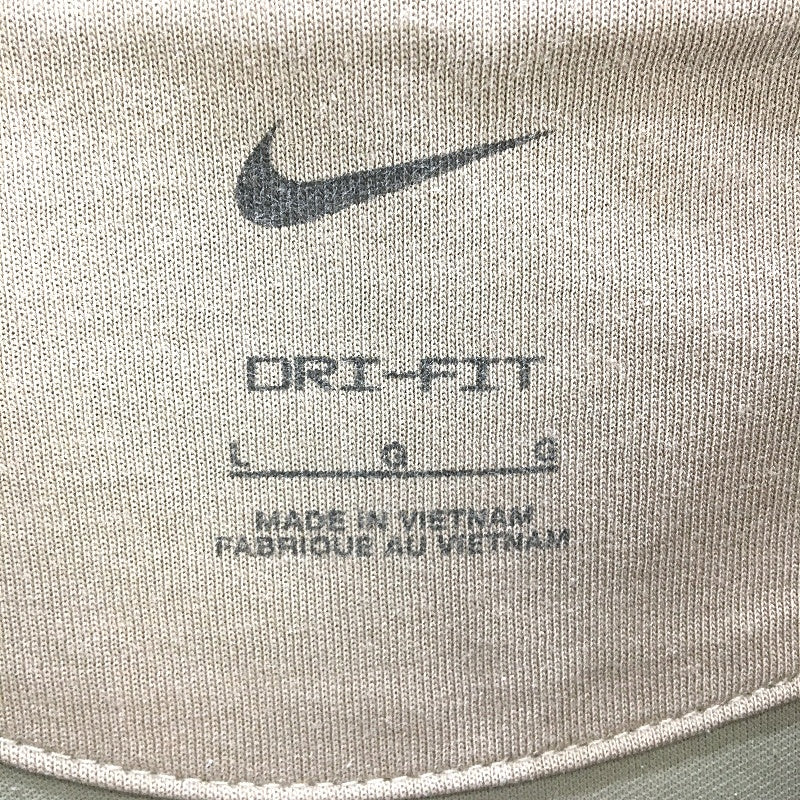 DRI-FIT
L G G
MADE IN VIETNAM
FABRIQUE AU VIETNAM